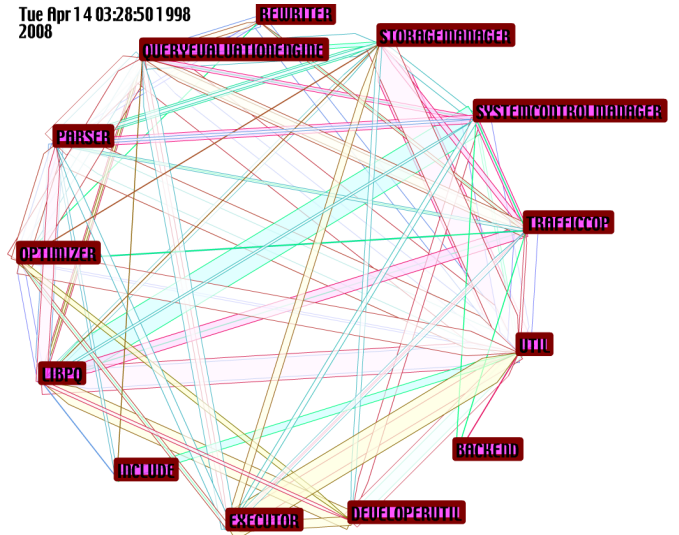 Tue Apr 14 03:28:50 1998
2008
REWRITER
STORAGEMANAGER
QUERYEVALUATIONENGINE
SYSTEMCONTROLMANAGER
PARSER
TRAFFICCOP
OPTIMIZER
UTIL
LIBPQ
BACKEND
INCLUDE
EXECUTOR
DEVELOPERUTIL